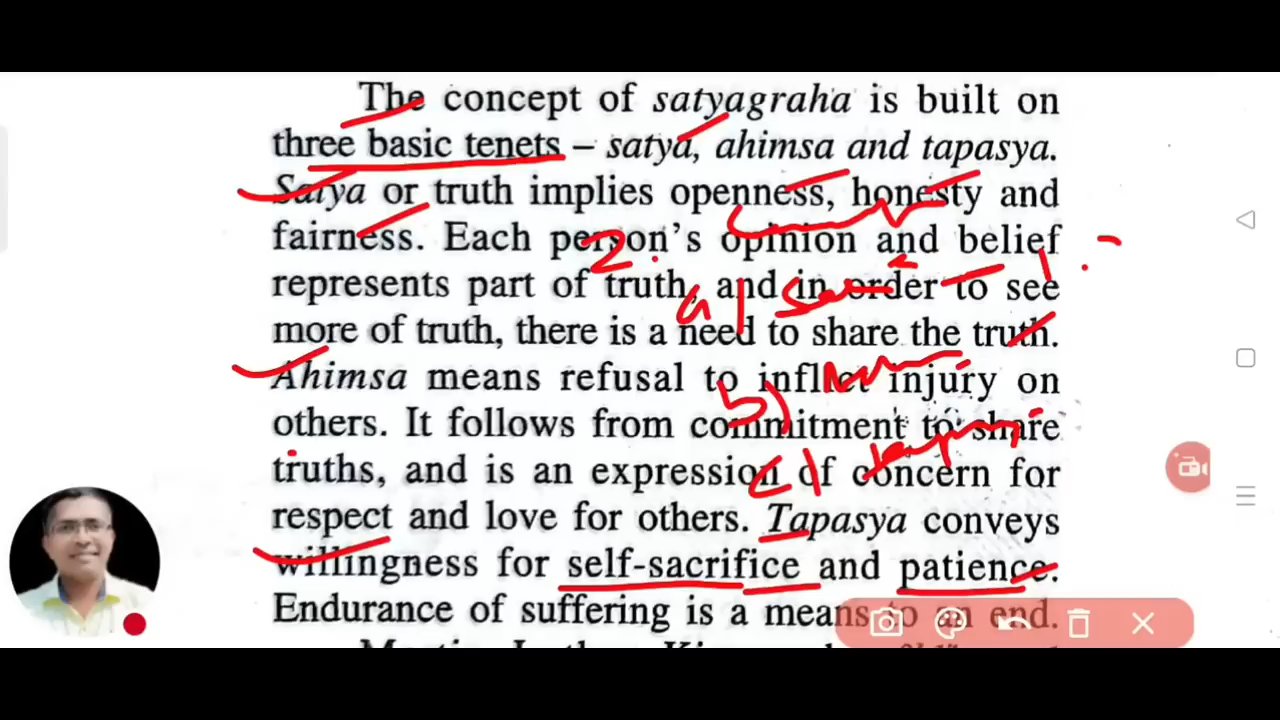 The concept of satyagraha is built on
three basic tenets – satya, ahimsa and tapasya.
Satya or truth implies openness, honesty and
fairness. Each person's opinion and belief
represents part of truth, and in order to see
more of truth, there is a need to share the truth.
Ahimsa means refusal to inflict injury on
others. It follows from commitment to share
truths, and is an expression of concern for
respect and love for others. Tapasya conveys
willingness for self-sacrifice and patience.
Endurance of suffering is a means to an end.
2.
a)
b)
c)